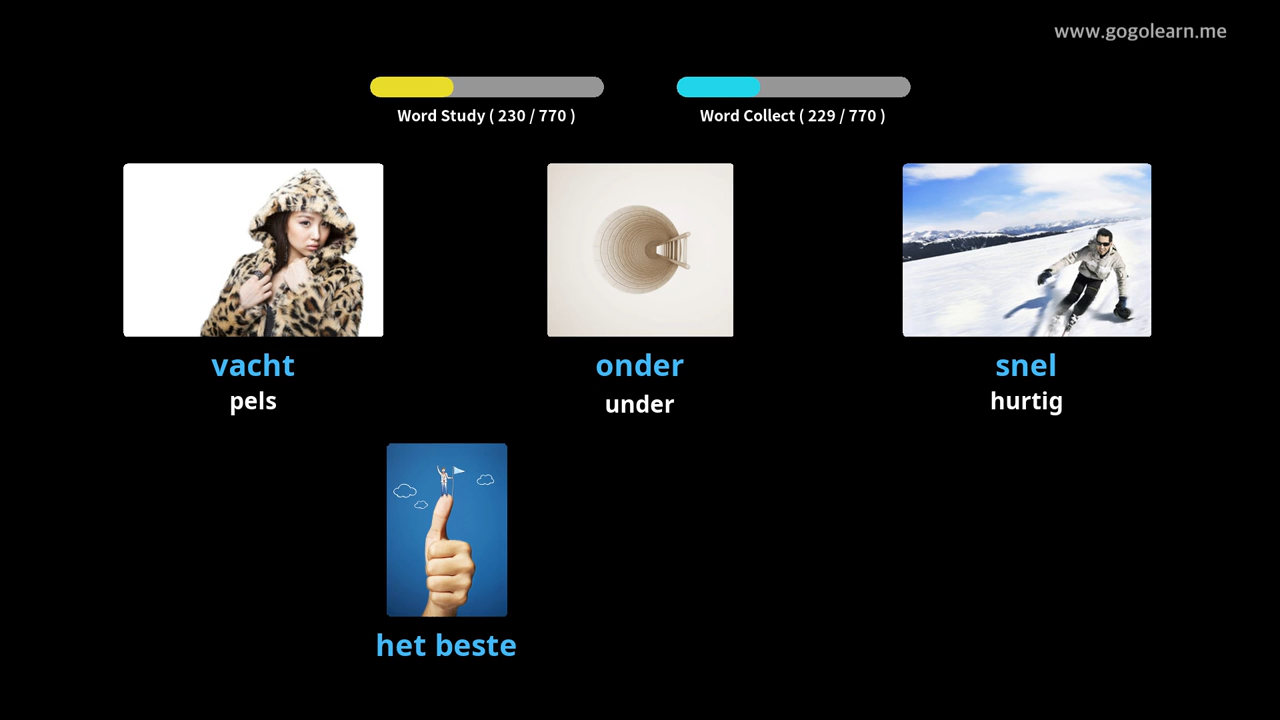 www.gogolearn.me
Word Study ( 230 / 770 )
Word Collect ( 229 / 770 )
vacht
pels
onder
under
snel
hurtig
het beste